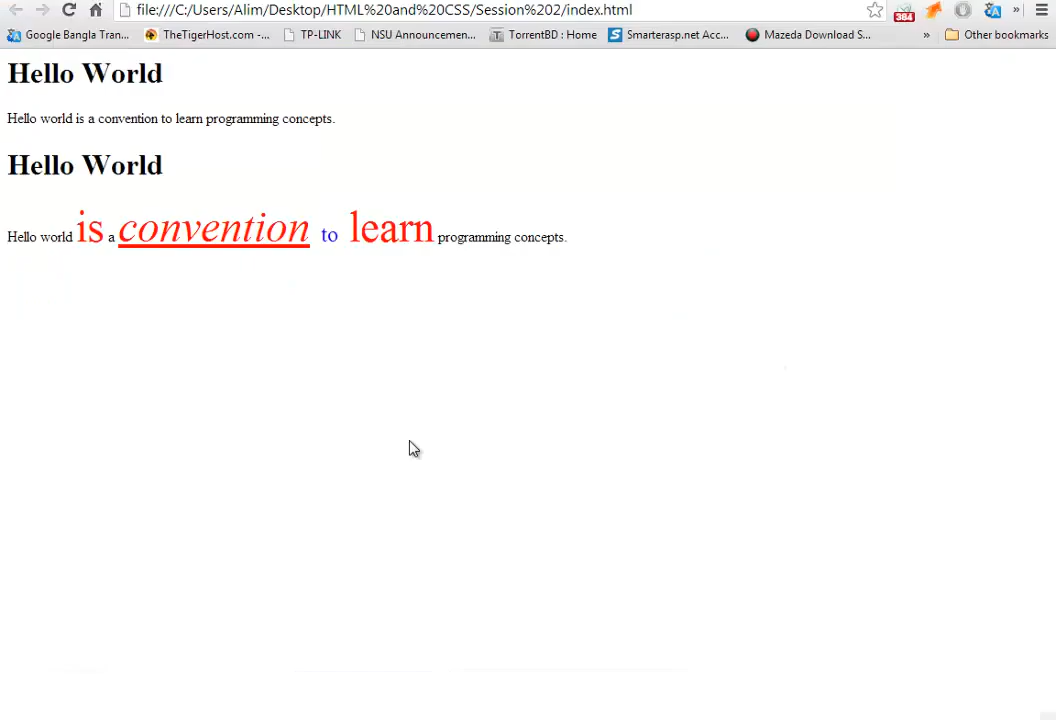 file:///C:/Users/Alim/Desktop/HTML%20and%20CSS/Session%202/index.html 384 »
Google Bangla Tran... TheTigerHost.com -... TP-LINK NSU Announcemen... TorrentBD : Home Smarterasp.net Acc... Mazeda Download S... » Other bookmarks
Hello World
Hello world is a convention to learn programming concepts.
Hello World
Hello world is a convention to learn programming concepts.